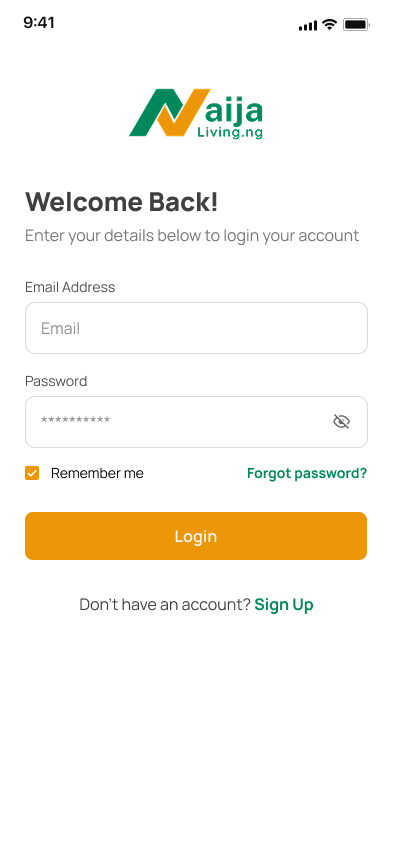 9:41
Naija
Living.ng
Welcome Back!
Enter your details below to login your account
Email Address
Email
Password
**********
Remember me
Forgot password?
Login
Don't have an account? Sign Up